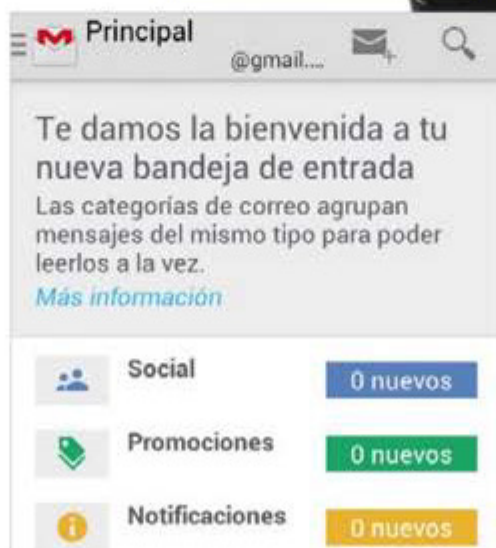 Principal
@gmail....
Te damos la bienvenida a tu
nueva bandeja de entrada
Las categorías de correo agrupan
mensajes del mismo tipo para poder
leerlos a la vez.
Más información
Social
0 nuevos
Promociones
0 nuevos
Notificaciones
0 nuevos